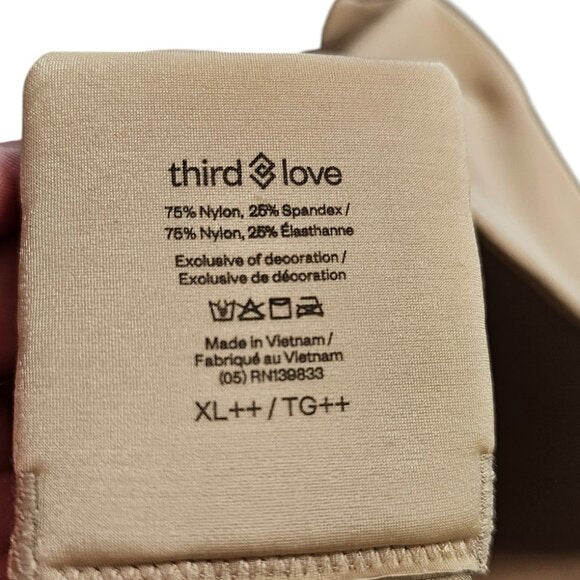 third love
75% Nylon, 25% Spandex /
75% Nylon, 25% Élasthanne
Exclusive of decoration /
Exclusive de décoration
Made in Vietnam /
Fabriqué au Vietnam
(05) RN139833
XL++ / TG++